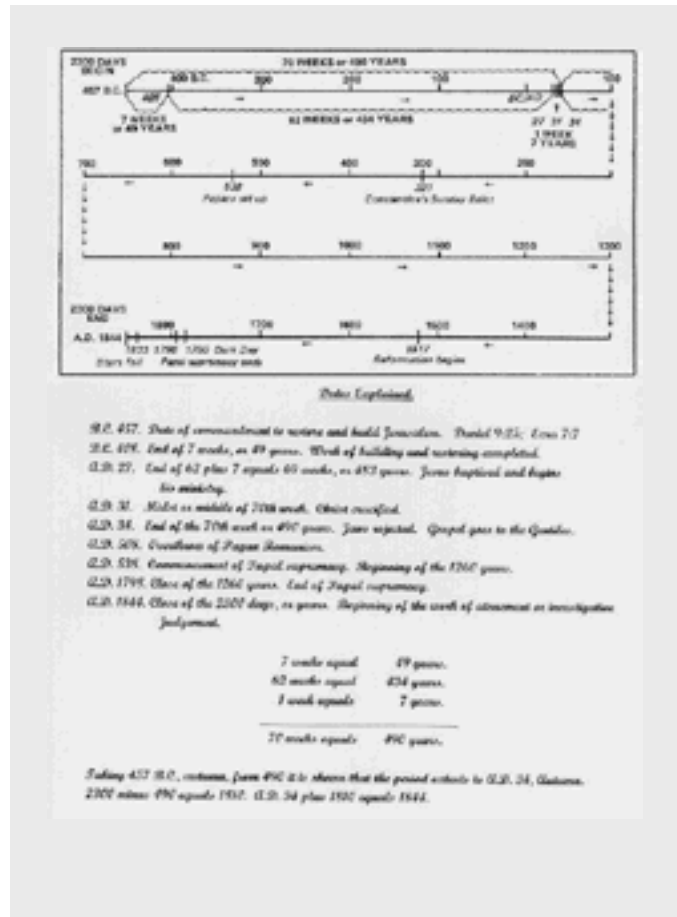 2300 DAYS 70 WEEKS or 490 YEARS
BEGIN 400 B.C. 300 200 100 100
457 B.C. 408 B.C. A.D.
7 WEEKS 62 WEEKS or 434 YEARS 27 31 34
or 49 YEARS 1 WEEK
7 YEARS
700 600 500 400 300 200
538 321
Papacy set up Constantine's Sunday Edict
800 900 1000 1100 1200 1300
2300 DAYS
END
1800 1700 1600 1500 1400
A.D. 1844
1833 1798 1780 Dark Day 1517
Stars fall Papal supremacy ends Reformation begins
Dates Explained
B.C. 457. Date of commandment to restore and build Jerusalem. Daniel 9:25; Ezra 7:7
B.C. 408. End of 7 weeks, or 49 years. Work of building and restoring completed.
A.D. 27. End of 62 plus 7 equals 69 weeks, or 483 years. Jesus baptized and begins
his ministry.
A.D. 31. Midst or middle of 70th week. Christ crucified.
A.D. 34. End of the 70th week or 490 years. Jews rejected. Gospel goes to the Gentiles.
A.D. 508. of Pagan Romanism.
A.D. 538. Commencement of Papal supremacy. Beginning of the 1260 years.
A.D. 1798. Close of the 1260 years. End of Papal supremacy.
A.D. 1844. Close of the 2300 days, or years. Beginning of the work of atonement or investigative
judgement.
7 weeks equal 49 years.
62 weeks equal 434 years.
1 week equals 7 years.
70 weeks equals 490 years.
Taking 457 B.C., autumn, from 490 it is shown that the period extends to A.D. 34, Autumn.
2300 minus 490 equals 1810. A.D. 34 plus 1810 equals 1844.